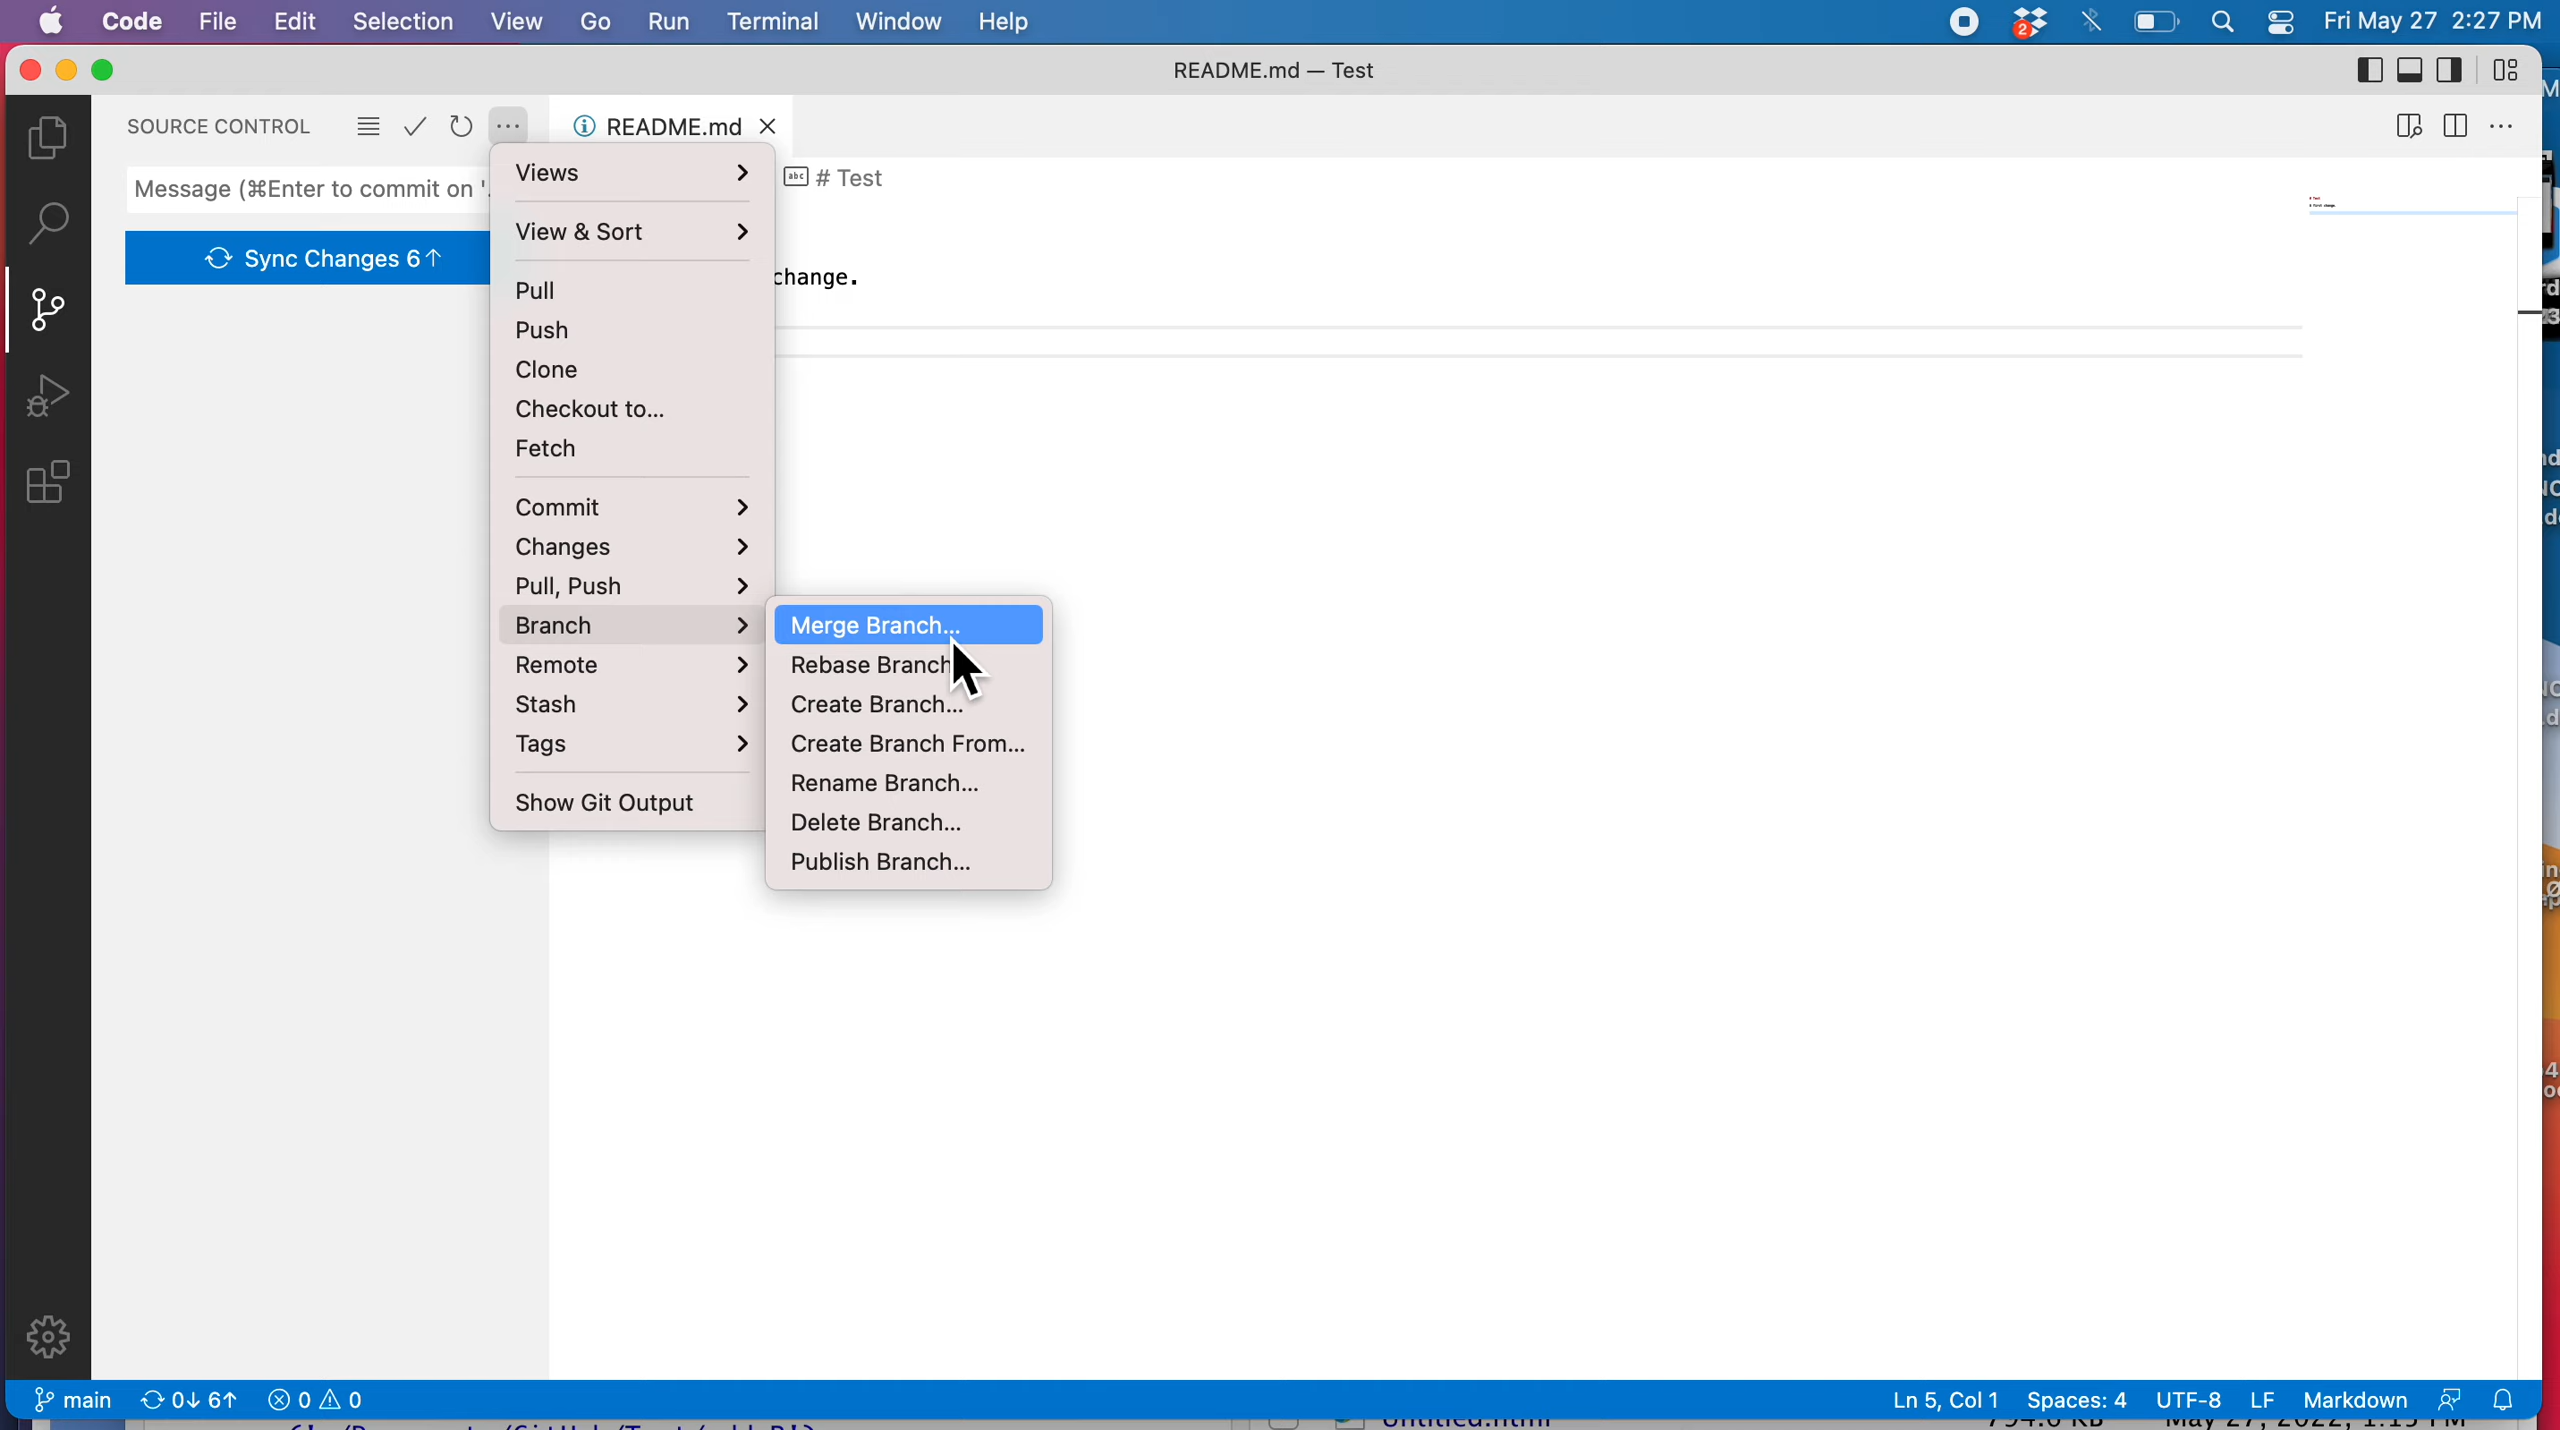 Code File Edit Selection View Go Run Terminal Window Help 2 Fri May 27 2:27 PM
README.md — Test
SOURCE CONTROL
README.md
Message (⌘Enter to commit on '.
abc # Test
Sync Changes 6↑
change.
Views
View & Sort
Pull
Push
Clone
Checkout to...
Fetch
Commit
Changes
Pull, Push
Branch
Remote
Stash
Tags
Show Git Output
Merge Branch...
Rebase Branch
Create Branch...
Create Branch From...
Rename Branch...
Delete Branch...
Publish Branch...
main 0↓ 6↑ 0 0
Ln 5, Col 1 Spaces: 4 UTF-8 LF Markdown